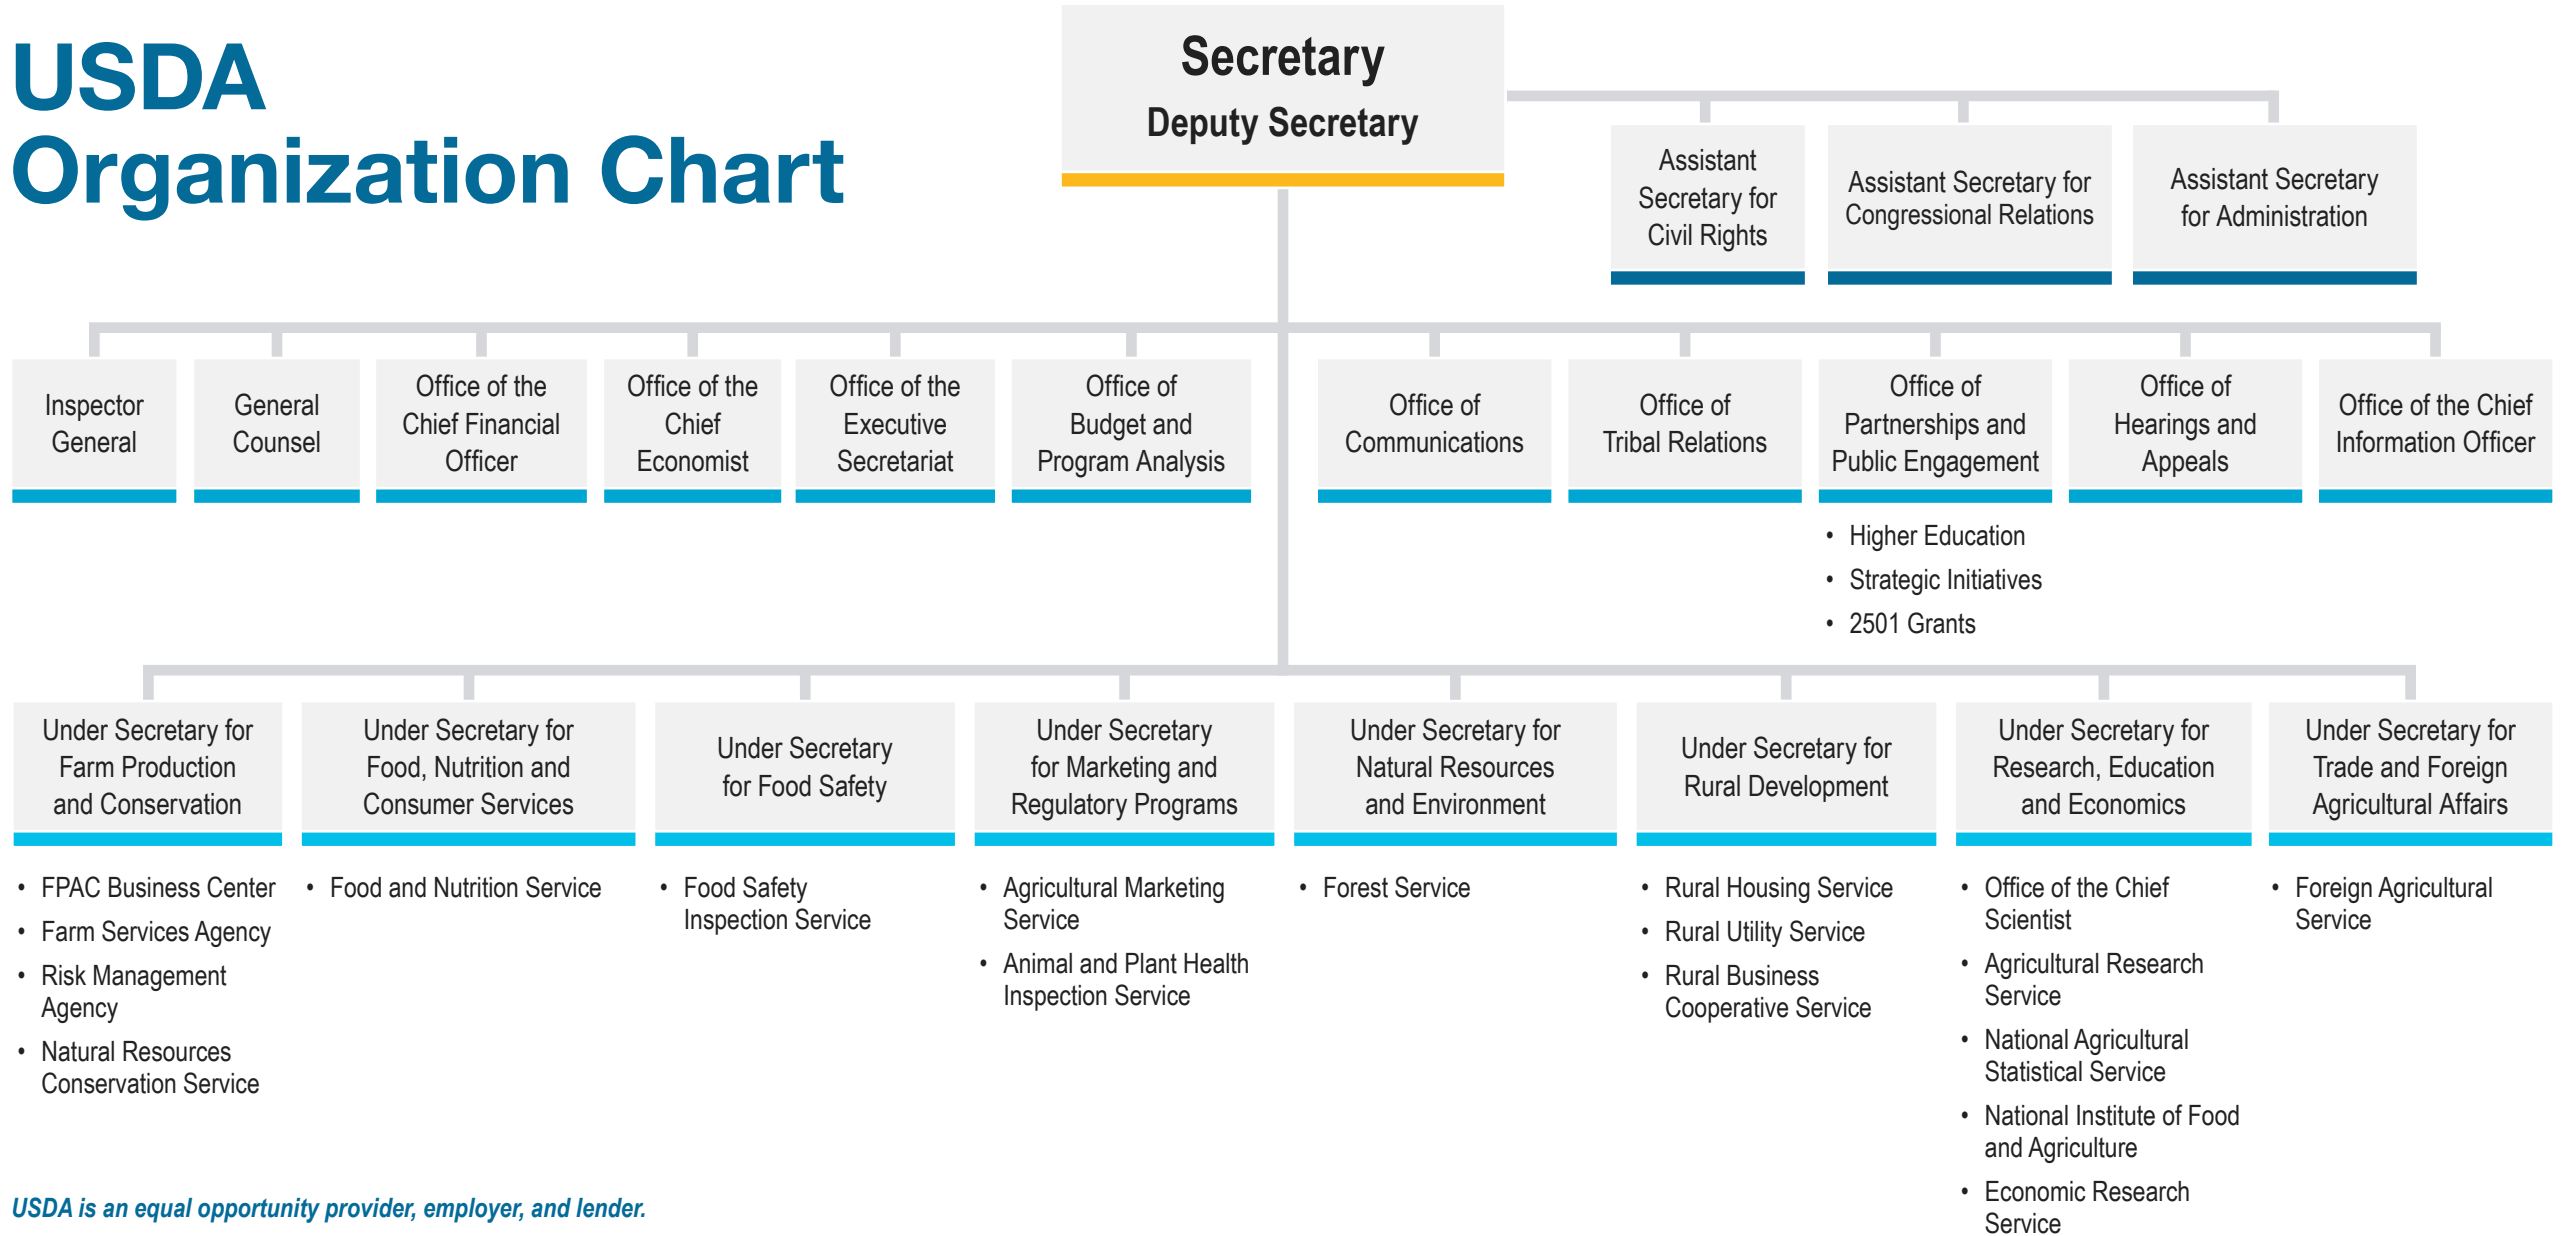 USDA
Organization Chart
Secretary
Deputy Secretary
Assistant
Secretary for
Civil Rights
Assistant Secretary for
Congressional Relations
Assistant Secretary
for Administration
Inspector
General
General
Counsel
Office of the
Chief Financial
Officer
Office of the
Chief
Economist
Office of the
Executive
Secretariat
Office of
Budget and
Program Analysis
Office of
Communications
Office of
Tribal Relations
Office of
Partnerships and
Public Engagement
• Higher Education
• Strategic Initiatives
• 2501 Grants
Office of
Hearings and
Appeals
Office of the Chief
Information Officer
Under Secretary for
Farm Production
and Conservation
• FPAC Business Center
• Farm Services Agency
• Risk Management
Agency
• Natural Resources
Conservation Service
Under Secretary for
Food, Nutrition and
Consumer Services
• Food and Nutrition Service
Under Secretary
for Food Safety
• Food Safety
Inspection Service
Under Secretary
for Marketing and
Regulatory Programs
• Agricultural Marketing
Service
• Animal and Plant Health
Inspection Service
Under Secretary for
Natural Resources
and Environment
• Forest Service
Under Secretary for
Rural Development
• Rural Housing Service
• Rural Utility Service
• Rural Business
Cooperative Service
Under Secretary for
Research, Education
and Economics
• Office of the Chief
Scientist
• Agricultural Research
Service
• National Agricultural
Statistical Service
• National Institute of Food
and Agriculture
• Economic Research
Service
Under Secretary for
Trade and Foreign
Agricultural Affairs
• Foreign Agricultural
Service
USDA is an equal opportunity provider, employer, and lender.